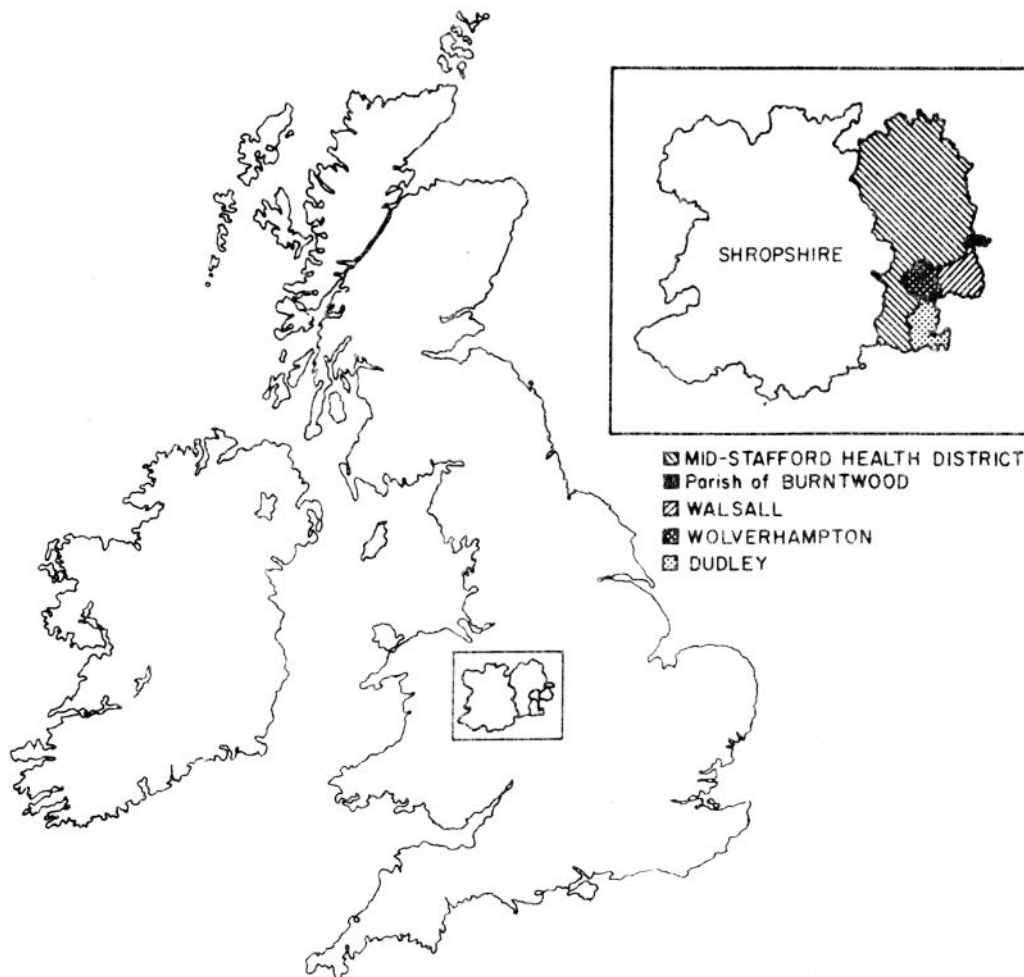 SHROPSHIRE
MID-STAFFORD HEALTH DISTRICT
Parish of BURNTWOOD
WALSALL
WOLVERHAMPTON
DUDLEY